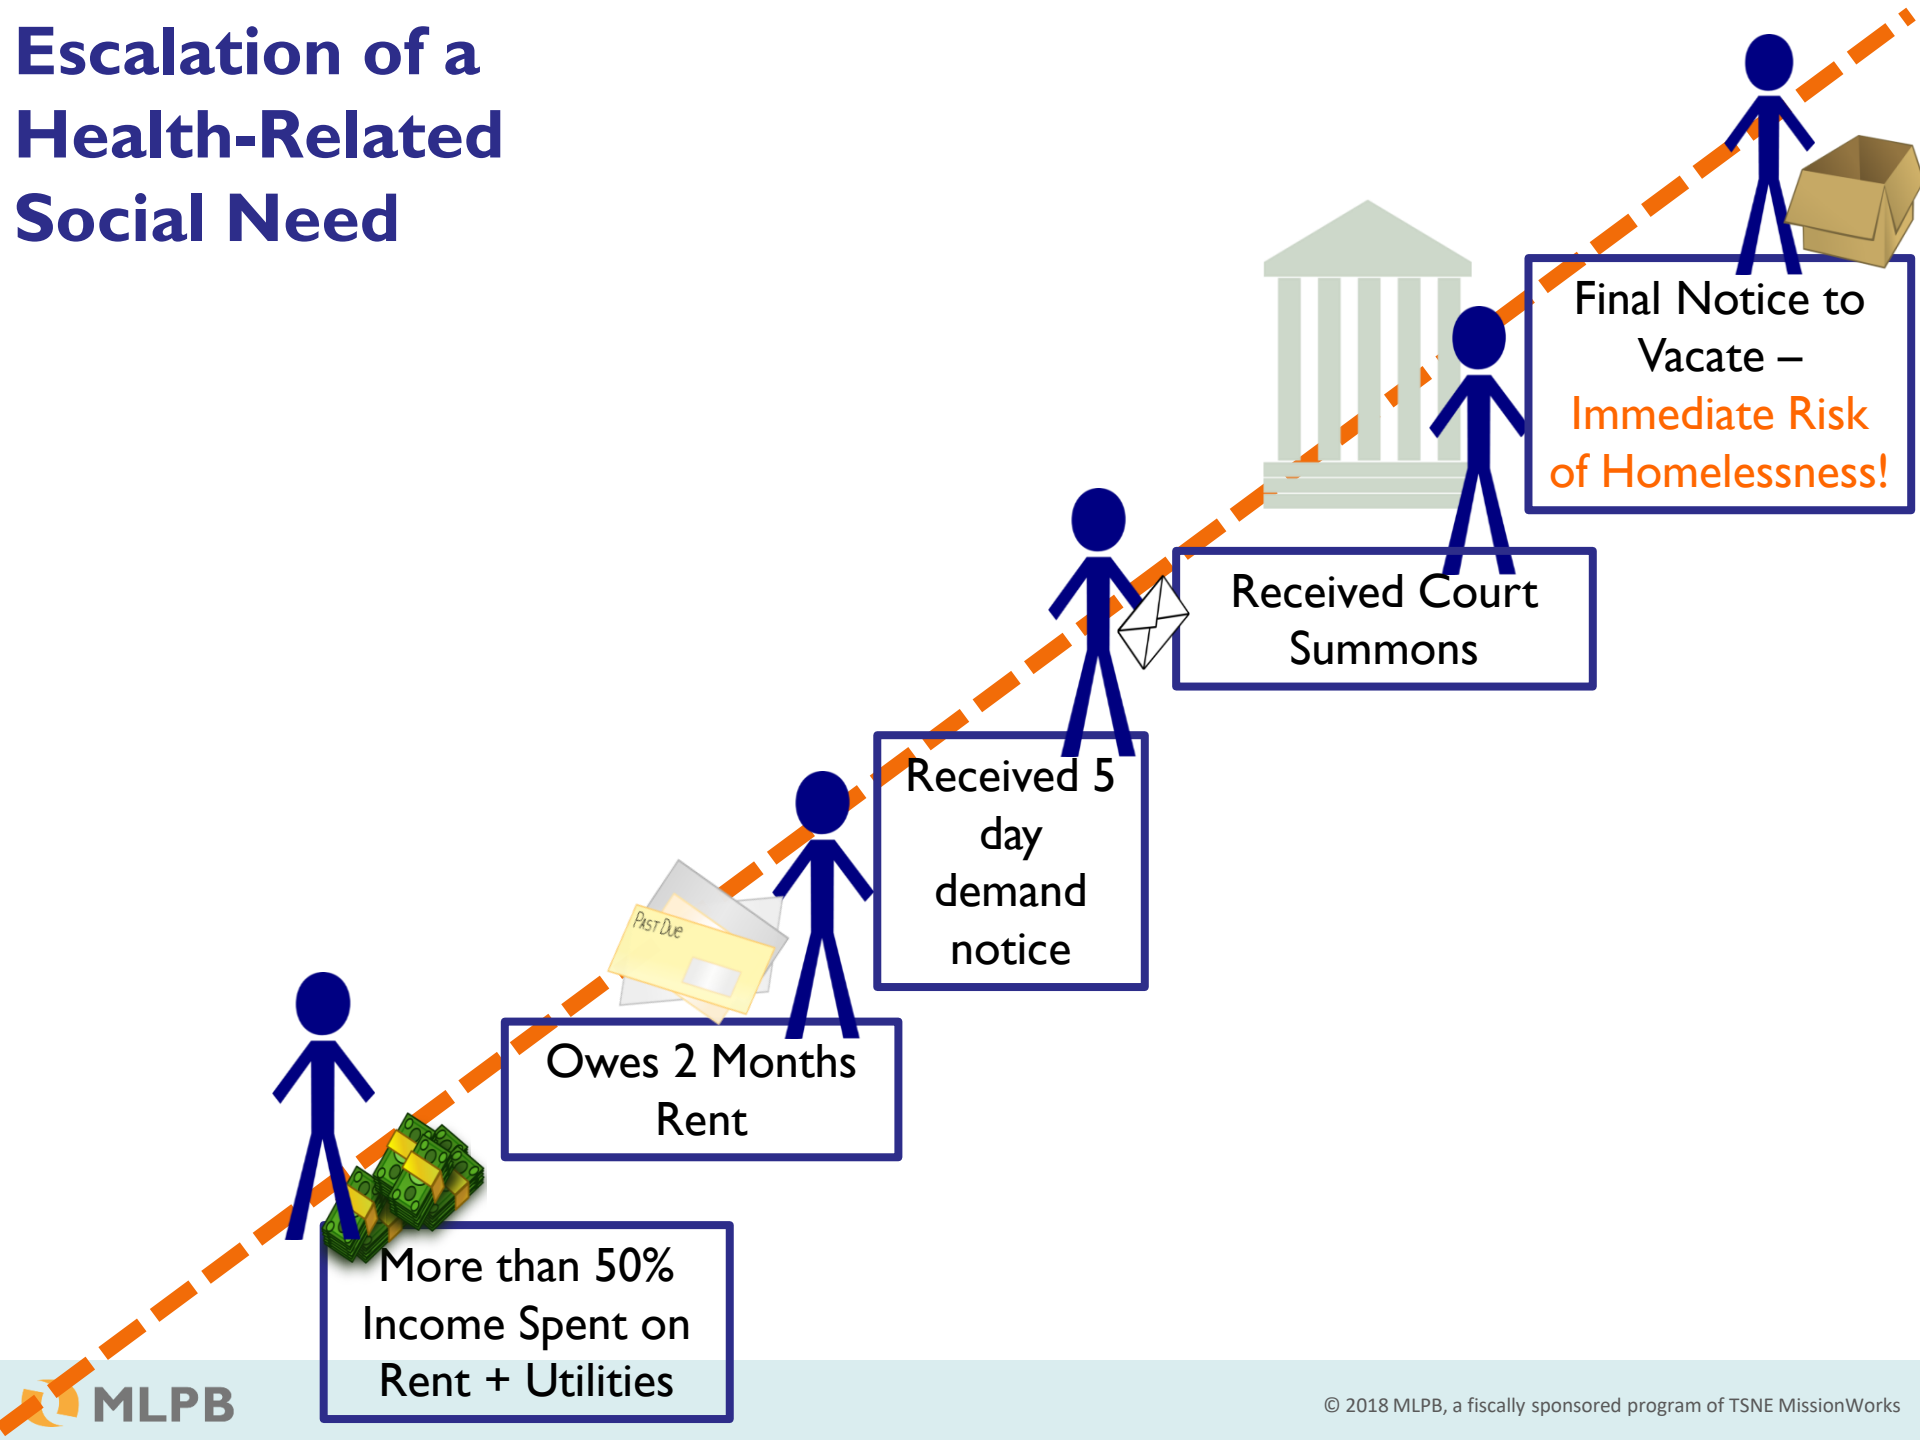 Escalation of a
Health-Related
Social Need
Final Notice to
Vacate –
Immediate Risk
of Homelessness!
Received Court
Summons
Received 5
day
demand
notice
PAST DUE
Owes 2 Months
Rent
More than 50%
Income Spent on
Rent + Utilities
MLPB
© 2018 MLPB, a fiscally sponsored program of TSNE MissionWorks